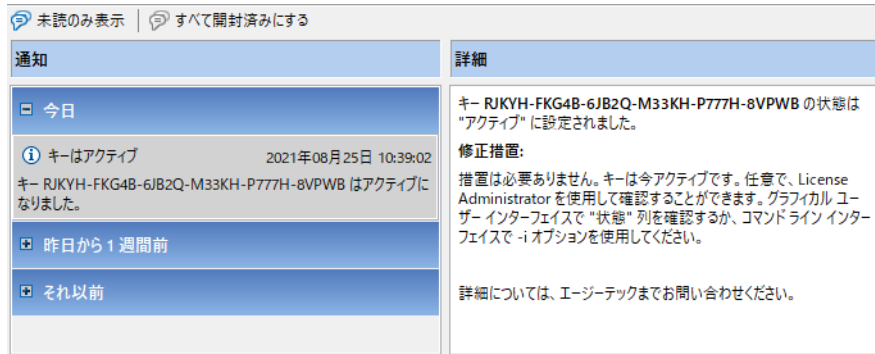 未読のみ表示 すべて開封済みにする
通知
今日
キーはアクティブ 2021年08月25日 10:39:02
キー RJKYH-FKG4B-6JB2Q-M33KH-P777H-8VPWB はアクティブに
なりました。
昨日から 1 週間前
それ以前
詳細
キー RJKYH-FKG4B-6JB2Q-M33KH-P777H-8VPWB の状態は
"アクティブ" に設定されました。
修正措置:
措置は必要ありません。キーは今アクティブです。任意で、License
Administrator を使用して確認することができます。グラフィカル ユー
ザー インターフェイスで "状態" 列を確認するか、コマンド ライン インター
フェイスで -i オプションを使用してください。
詳細については、エージーテックまでお問い合わせください。